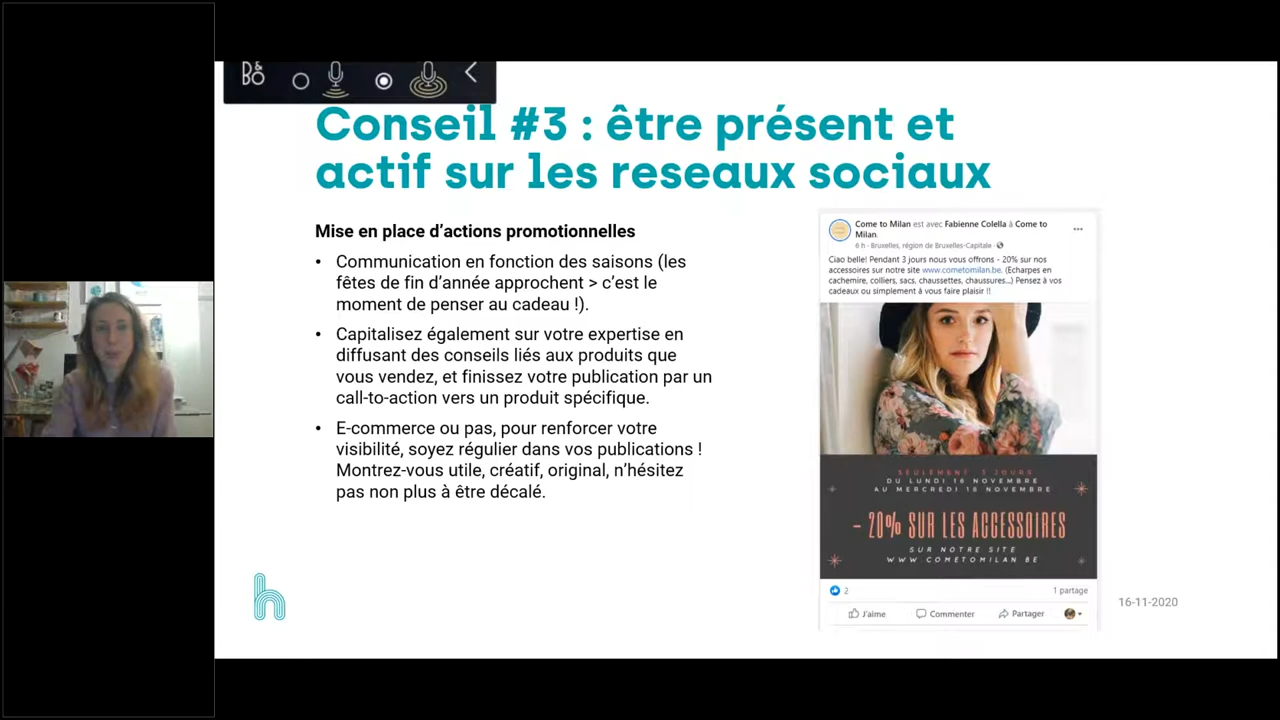 B&BO
Conseil #3 : être présent et
actif sur les reseaux sociaux
Mise en place d’actions promotionnelles
• Communication en fonction des saisons (les
fêtes de fin d’année approchent > c’est le
moment de penser au cadeau !).
• Capitalisez également sur votre expertise en
diffusant des conseils liés aux produits que
vous vendez, et finissez votre publication par un
call-to-action vers un produit spécifique.
• E-commerce ou pas, pour renforcer votre
visibilité, soyez régulier dans vos publications !
Montrez-vous utile, créatif, original, n’hésitez
pas non plus à être décalé.
Come to Milan est avec Fabienne Colella à Come to
Milan.
6 h · Bruxelles, région de Bruxelles-Capitale ·
Ciao belle! Pendant 3 jours nous vous offrons - 20% sur nos
accessoires sur notre site www.cometomilan.be. (Echarpes en
cachemire, colliers, sacs, chaussettes, chaussures...) Pensez à vos
cadeaux ou simplement à vous faire plaisir !!
SEULEMENT 3 JOURS
DU LUNDI 16 NOVEMBRE
AU MERCREDI 18 NOVEMBRE
- 20% SUR LES ACCESSOIRES
SUR NOTRE SITE
WWW.COMETOMILAN.BE
2
1 partage
J’aime
Commenter
Partager
h
16-11-2020